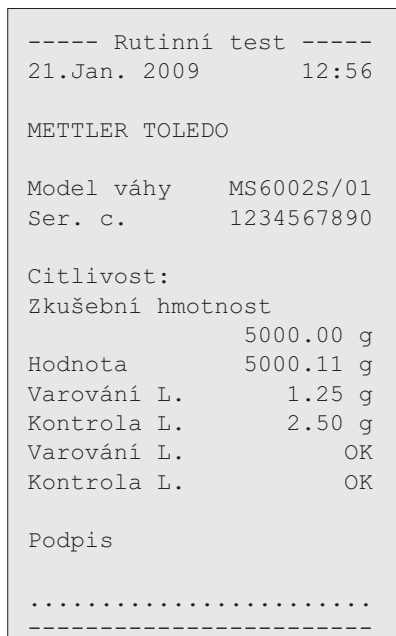 ----- Rutinní test -----
21.Jan. 2009 12:56
METTLER TOLEDO
Model váhy MS6002S/01
Ser. c. 1234567890
Citlivost:
Zkušební hmotnost
5000.00 g
Hodnota 5000.11 g
Varování L. 1.25 g
Kontrola L. 2.50 g
Varování L. OK
Kontrola L. OK
Podpis
........................
------------------------